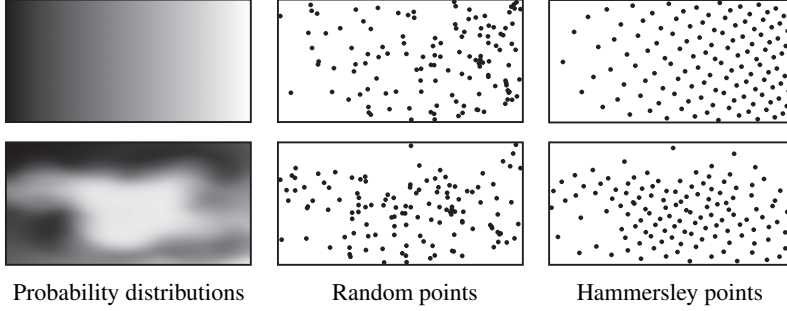 Probability distributions
Random points
Hammersley points